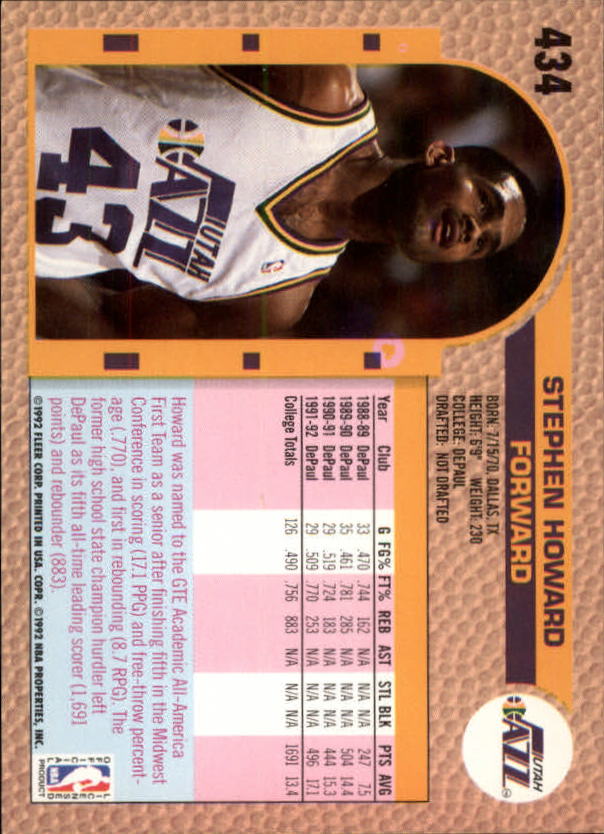 434
STEPHEN HOWARD
FORWARD
BORN: 7/15/70, DALLAS, TX
HEIGHT: 6'9" WEIGHT: 230
COLLEGE: DEPAUL
DRAFTED: NOT DRAFTED
UTAH
JAZZ
UTAH
JAZZ
43
Year Club G FG% FT% REB AST STL BLK PTS AVG
1988-89 DePaul 33 .470 .744 162 N/A N/A N/A 247 7.5
1989-90 DePaul 35 .461 .781 285 N/A N/A N/A 504 14.4
1990-91 DePaul 29 .519 .724 183 N/A N/A N/A 444 15.3
1991-92 DePaul 29 .509 .770 253 N/A N/A N/A 496 17.1
College Totals 126 .490 .756 883 N/A N/A N/A 1691 13.4
Howard was named to the GTE Academic All-America
First Team as a senior after finishing fifth in the Midwest
Conference in scoring (17.1 PPG) and free-throw percent-
age (.770), and first in rebounding (8.7 RPG). The
former high school state champion hurdler left
DePaul as its fifth all-time leading scorer (1,691
points) and rebounder (883).
©1992 FLEER CORP. PRINTED IN USA. COPR. ©1992 NBA PROPERTIES, INC.
OFFICIAL LICENSED
NBA
PRODUCT